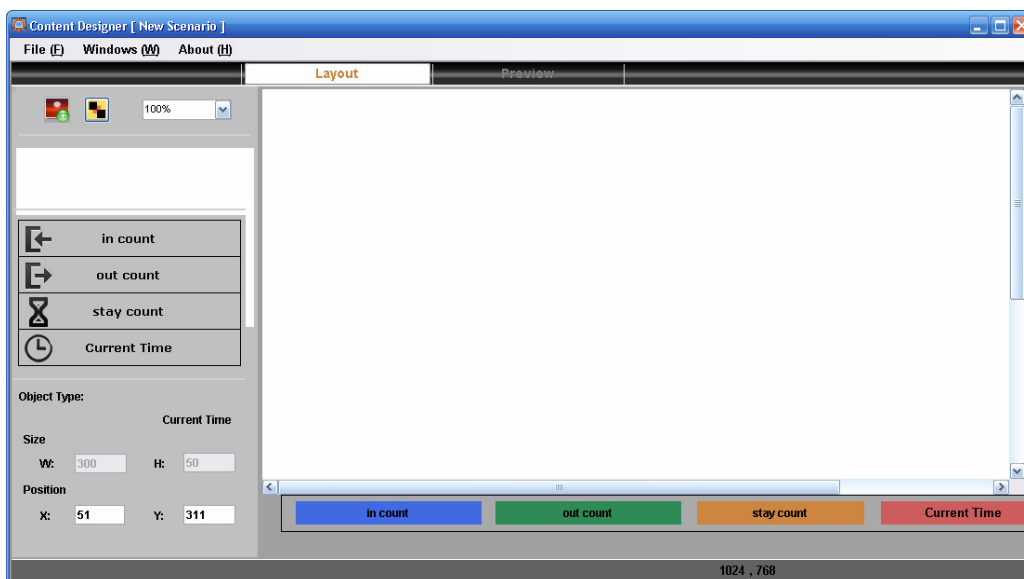 Content Designer [ New Scenario ]
File (F) Windows (W) About (H)
Layout Preview
100%
in count
out count
stay count
Current Time
Object Type:
Current Time
Size
W: 300 H: 50
Position
X: 51 Y: 311
in count out count stay count Current Time
1024 , 768